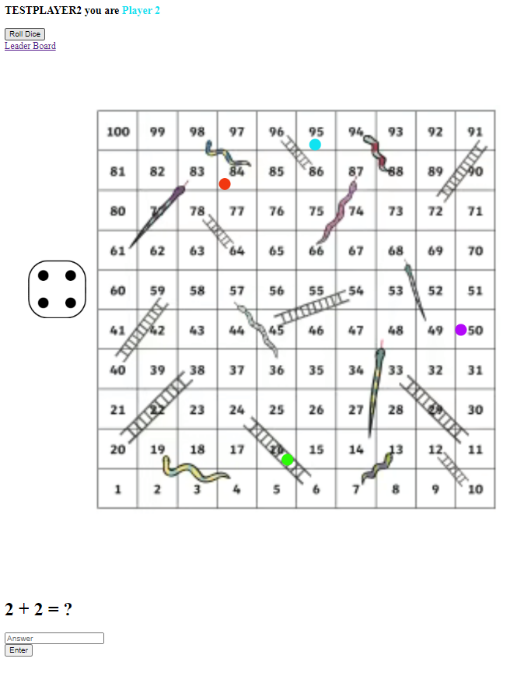 TESTPLAYER2 you are Player 2
Roll Dice
Leader Board
100 99 98 97 96 95 94 93 92 91
81 82 83 84 85 86 87 88 89 90
80 79 78 77 76 75 74 73 72 71
61 62 63 64 65 66 67 68 69 70
60 59 58 57 56 55 54 53 52 51
41 42 43 44 45 46 47 48 49 50
40 39 38 37 36 35 34 33 32 31
21 22 23 24 25 26 27 28 29 30
20 19 18 17 16 15 14 13 12 11
1 2 3 4 5 6 7 8 9 10
2 + 2 = ?
Answer
Enter